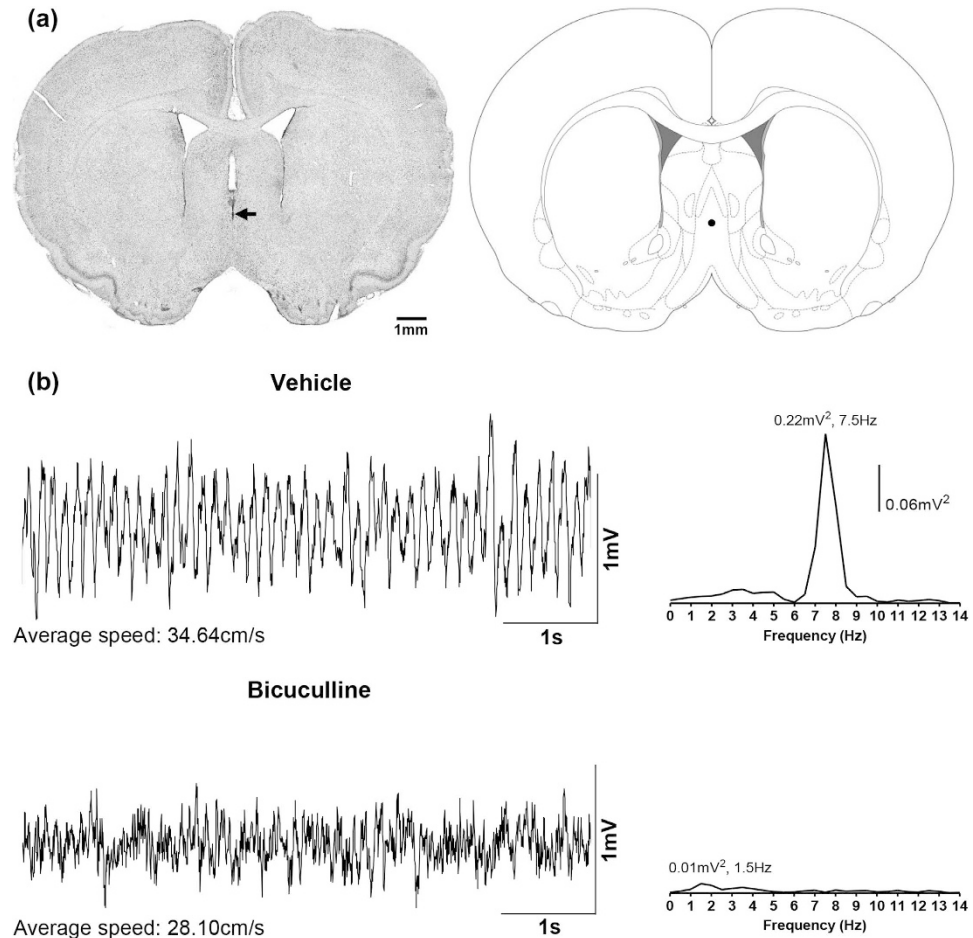 (a)
1mm
(b)
Vehicle
0.22mV², 7.5Hz
0.06mV²
1mV
1s
Average speed: 34.64cm/s
0 1 2 3 4 5 6 7 8 9 10 11 12 13 14
Frequency (Hz)
Bicuculline
1mV
0.01mV², 1.5Hz
1s
Average speed: 28.10cm/s
0 1 2 3 4 5 6 7 8 9 10 11 12 13 14
Frequency (Hz)